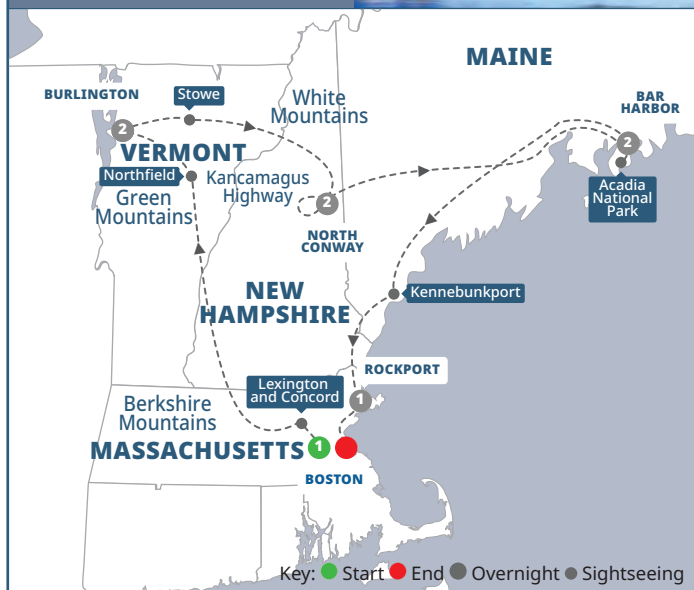 MAINE
BURLINGTON
Stowe
White
Mountains
BAR
HARBOR
2
2
VERMONT
Northfield
Kancamagus
Highway
Green
Mountains
2
Acadia
National
Park
NORTH
CONWAY
NEW
HAMPSHIRE
Kennebunkport
ROCKPORT
Lexington
and Concord
1
Berkshire
Mountains
MASSACHUSETTS
1
BOSTON
Key: Start End Overnight Sightseeing